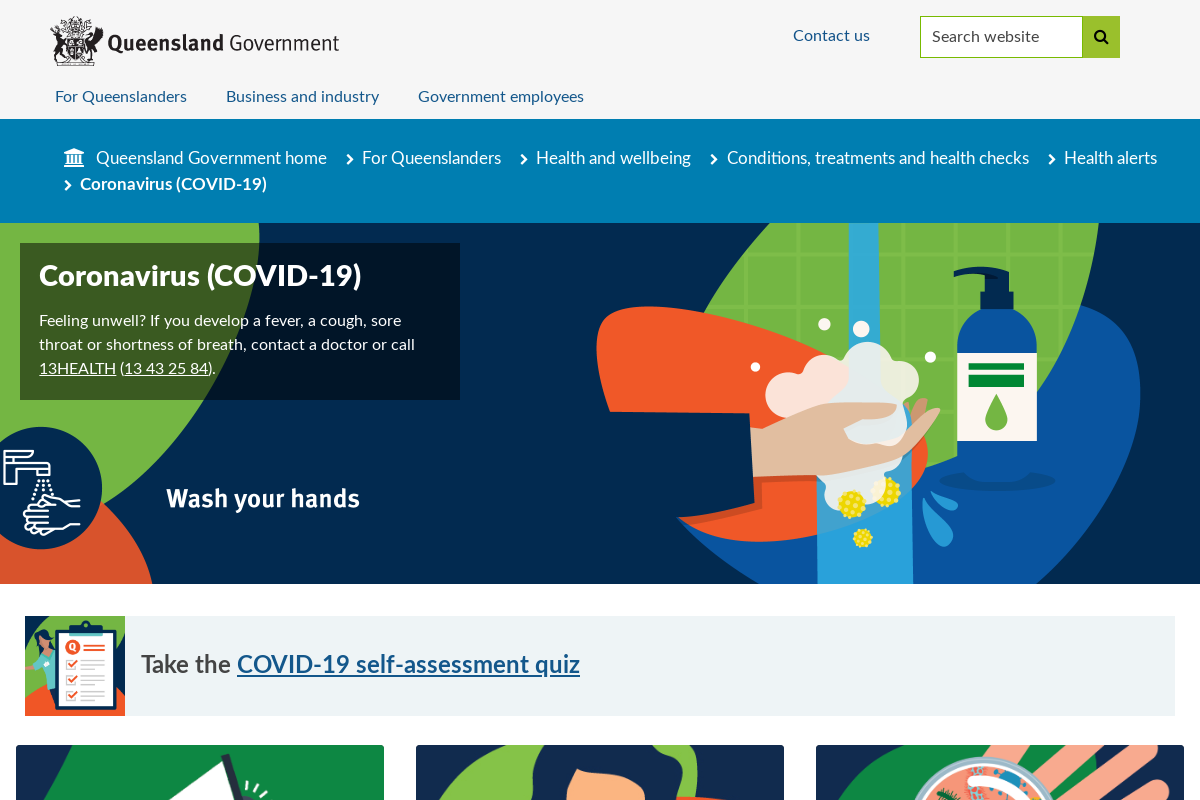 Queensland Government
Contact us
Search website
For Queenslanders
Business and industry
Government employees
Queensland Government home
For Queenslanders
Health and wellbeing
Conditions, treatments and health checks
Health alerts
Coronavirus (COVID-19)
Coronavirus (COVID-19)
Feeling unwell? If you develop a fever, a cough, sore
throat or shortness of breath, contact a doctor or call
13HEALTH (13 43 25 84).
Wash your hands
Q
Take the COVID-19 self-assessment quiz